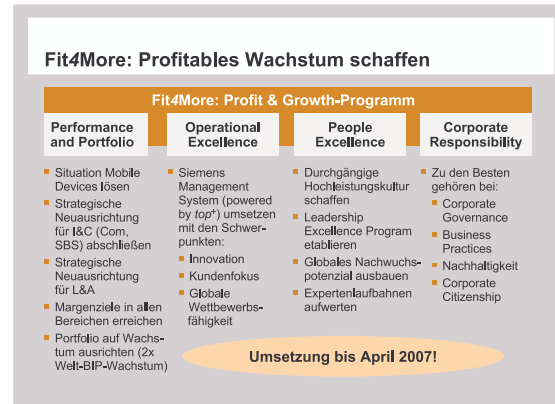 Fit4More: Profitables Wachstum schaffen
Fit4More: Profit & Growth-Programm
Performance
and Portfolio
Situation Mobile
Devices lösen
Strategische
Neuausrichtung
für I&C (Com,
SBS) abschließen
Strategische
Neuausrichtung
für L&A
Margenziele in allen
Bereichen erreichen
Portfolio auf Wachs-
tum ausrichten (2x
Welt-BIP-Wachstum)
Operational
Excellence
Siemens
Management
System (powered
by top+) umsetzen
mit den Schwer-
punkten:
Innovation
Kundenfokus
Globale
Wettbewerbs-
fähigkeit
People
Excellence
Durchgängige
Hochleistungskultur
schaffen
Leadership
Excellence Program
etablieren
Globales Nachwuchs-
potenzial ausbauen
Expertenlaufbahnen
aufwerten
Corporate
Responsibility
Zu den Besten
gehören bei:
Corporate
Governance
Business
Practices
Nachhaltigkeit
Corporate
Citizenship
Umsetzung bis April 2007!